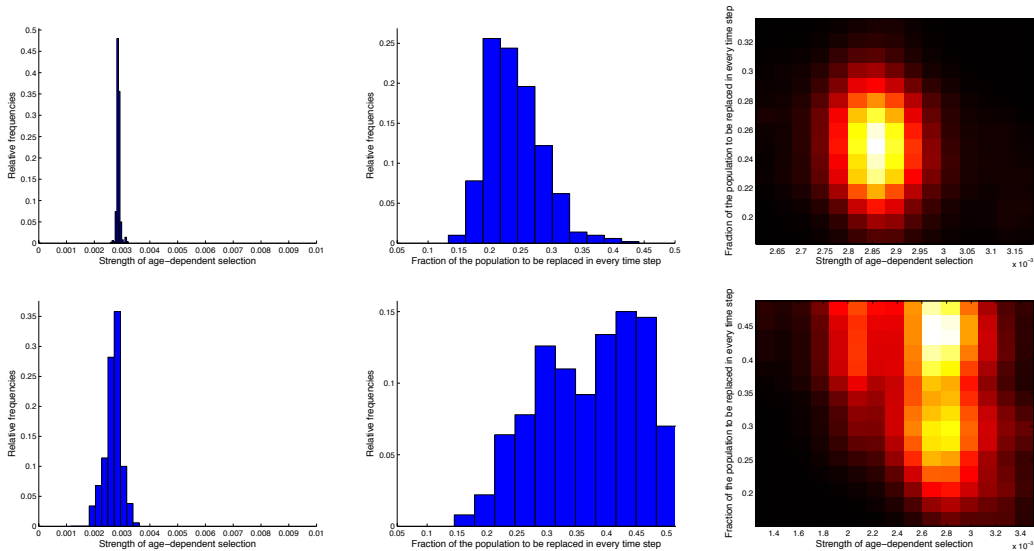 0.5
0.45
0.4
0.35
0.3
0.25
0.2
0.15
0.1
0.05
0
Relative frequencies
0 0.001 0.002 0.003 0.004 0.005 0.006 0.007 0.008 0.009 0.01
Strength of age-dependent selection
0.25
0.2
0.15
0.1
0.05
0
Relative frequencies
0.05 0.1 0.15 0.2 0.25 0.3 0.35 0.4 0.45 0.5
Fraction of the population to be replaced in every time step
0.32
0.3
0.28
0.26
0.24
0.22
0.2
Fraction of the population to be replaced in every time step
2.65 2.7 2.75 2.8 2.85 2.9 2.95 3 3.05 3.1 3.15
Strength of age-dependent selection
x 10⁻³
0.35
0.3
0.25
0.2
0.15
0.1
0.05
0
Relative frequencies
0 0.001 0.002 0.003 0.004 0.005 0.006 0.007 0.008 0.009 0.01
Strength of age-dependent selection
0.15
0.1
0.05
0
Relative frequencies
0.05 0.1 0.15 0.2 0.25 0.3 0.35 0.4 0.45 0.5
Fraction of the population to be replaced in every time step
0.45
0.4
0.35
0.3
0.25
0.2
Fraction of the population to be replaced in every time step
1.4 1.6 1.8 2 2.2 2.4 2.6 2.8 3 3.2 3.4
Strength of age-dependent selection
x 10⁻³